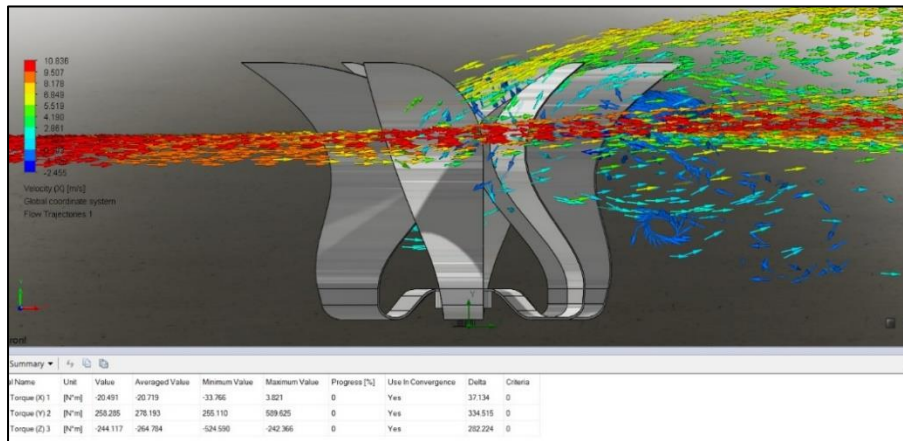 10.836
9.507
8.178
6.849
5.519
4.190
2.861
-2.455
Velocity (X) [m/s]
Global coordinate system
Flow Trajectories 1
Y
ront
Summary
al Name Unit Value Averaged Value Minimum Value Maximum Value Progress [%] Use In Convergence Delta Criteria
Torque (X) 1 [N*m] -20.491 -20.719 -33.766 3.821 0 Yes 37.134 0
Torque (Y) 2 [N*m] 258.285 278.193 255.110 589.625 0 Yes 334.515 0
Torque (Z) 3 [N*m] -244.117 -264.784 -524.590 -242.366 0 Yes 282.224 0